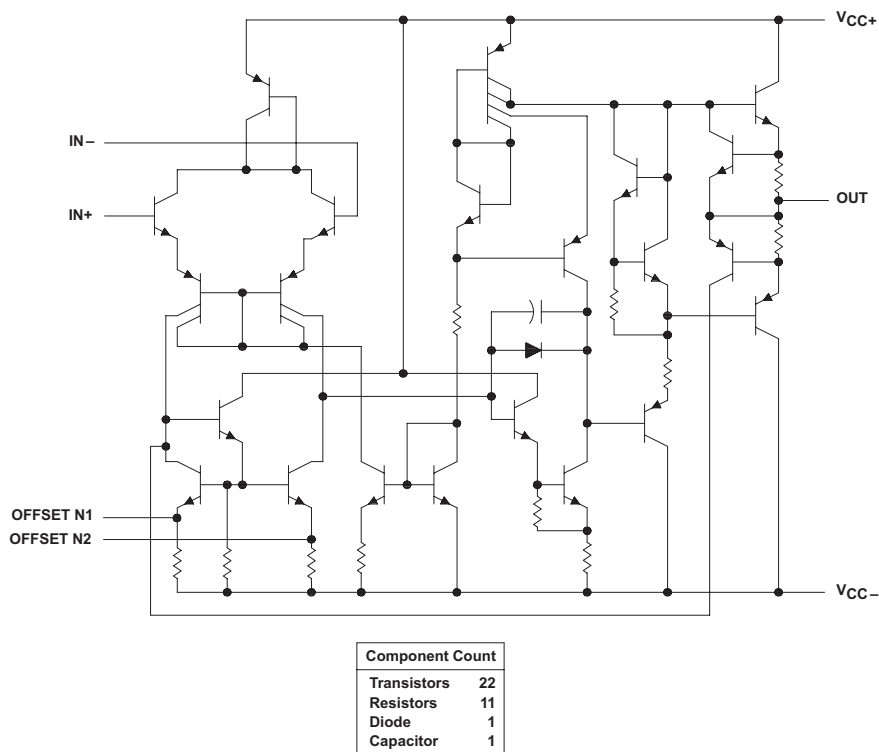 VCC+
IN−
IN+
OUT
OFFSET N1
OFFSET N2
VCC−
Component Count
Transistors 22
Resistors 11
Diode 1
Capacitor 1